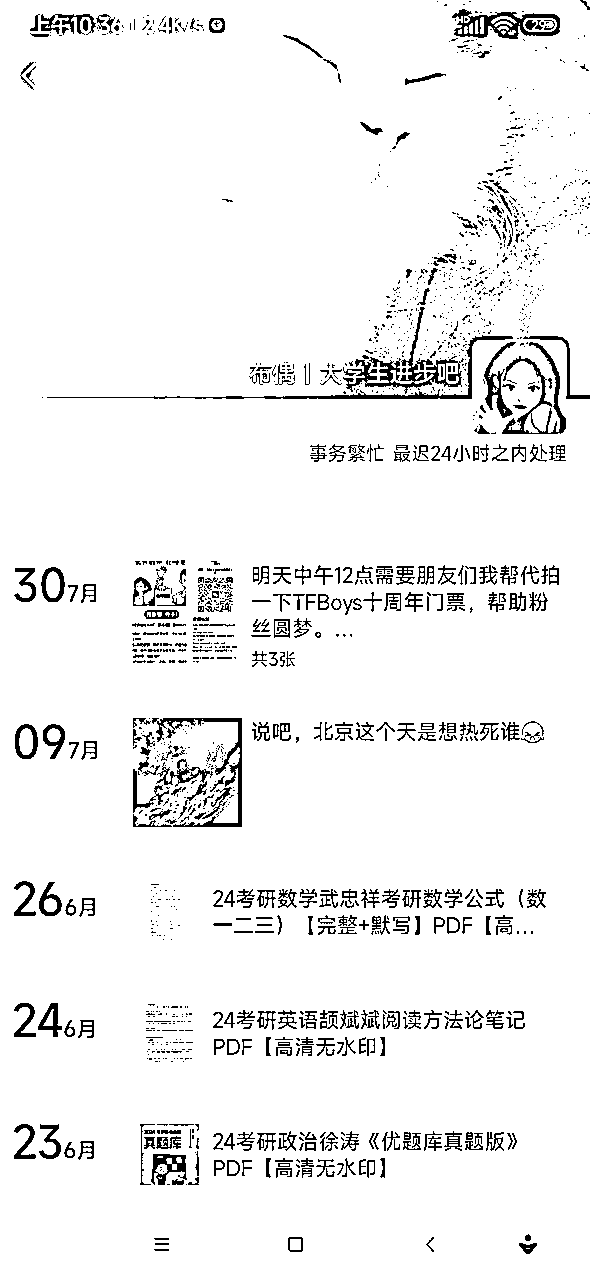 上午10:36 | 2.4K/s
29
布偶丨大学生进步吧
事务繁忙 最迟24小时之内处理
30 7月
明天中午12点需要朋友们我帮代拍
一下TFBoys十周年门票，帮助粉
丝圆梦。...
共3张
09 7月
说吧，北京这个天是想热死谁
26 6月
24考研数学武忠祥考研数学公式（数
一二三）【完整+默写】PDF【高...
24 6月
24考研英语颉斌斌阅读方法论笔记
PDF【高清无水印】
23 6月
真题库
24考研政治徐涛《优题库真题版》
PDF【高清无水印】